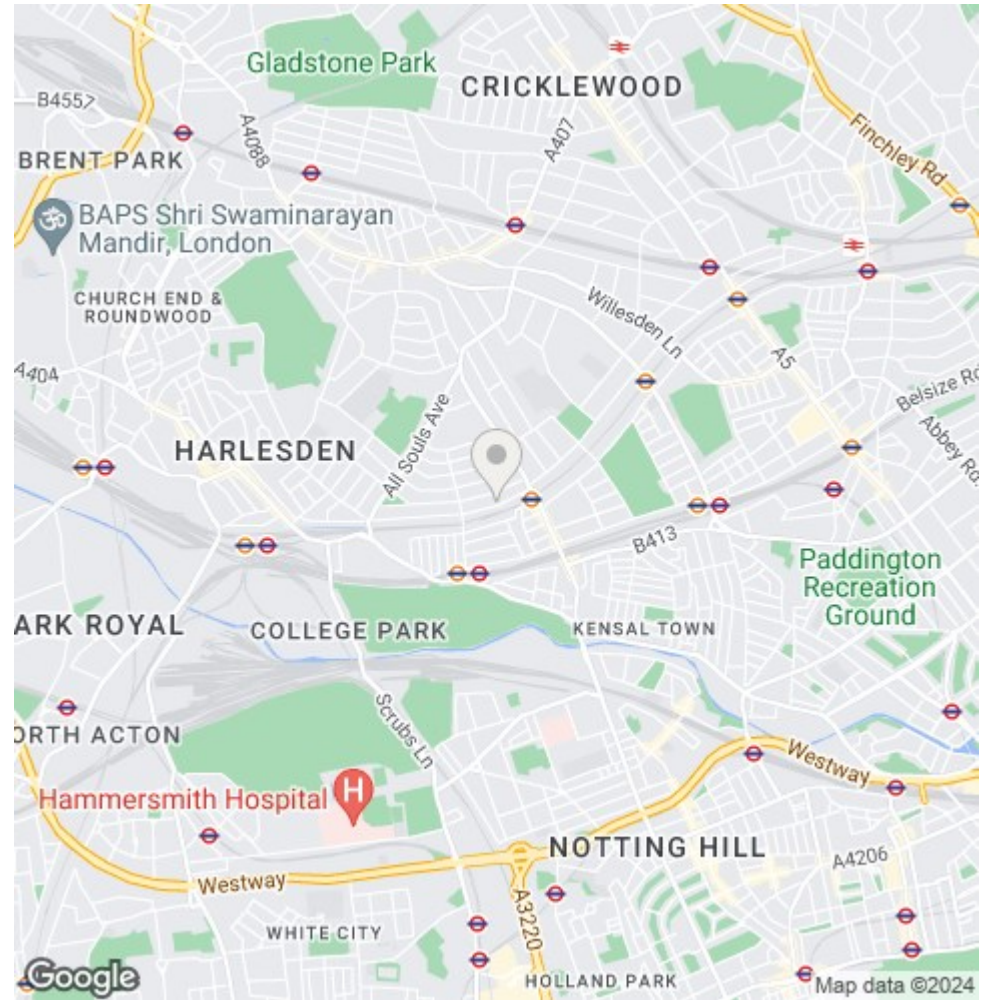 Gladstone Park
CRICKLEWOOD
B455
A4088
A407
Finchley Rd
BRENT PARK
BAPS Shri Swaminarayan
Mandir, London
CHURCH END &
ROUNDWOOD
Willesden Ln
A404
A5
Belsize Rd
All Souls Ave
Abbey Rd
HARLESDEN
B413
Paddington
Recreation
Ground
ARK ROYAL
COLLEGE PARK
KENSAL TOWN
Scrubs Ln
ORTH ACTON
Westway
Hammersmith Hospital
H
NOTTING HILL
A4206
Westway
A3220
WHITE CITY
HOLLAND PARK
Google
Map data ©2024